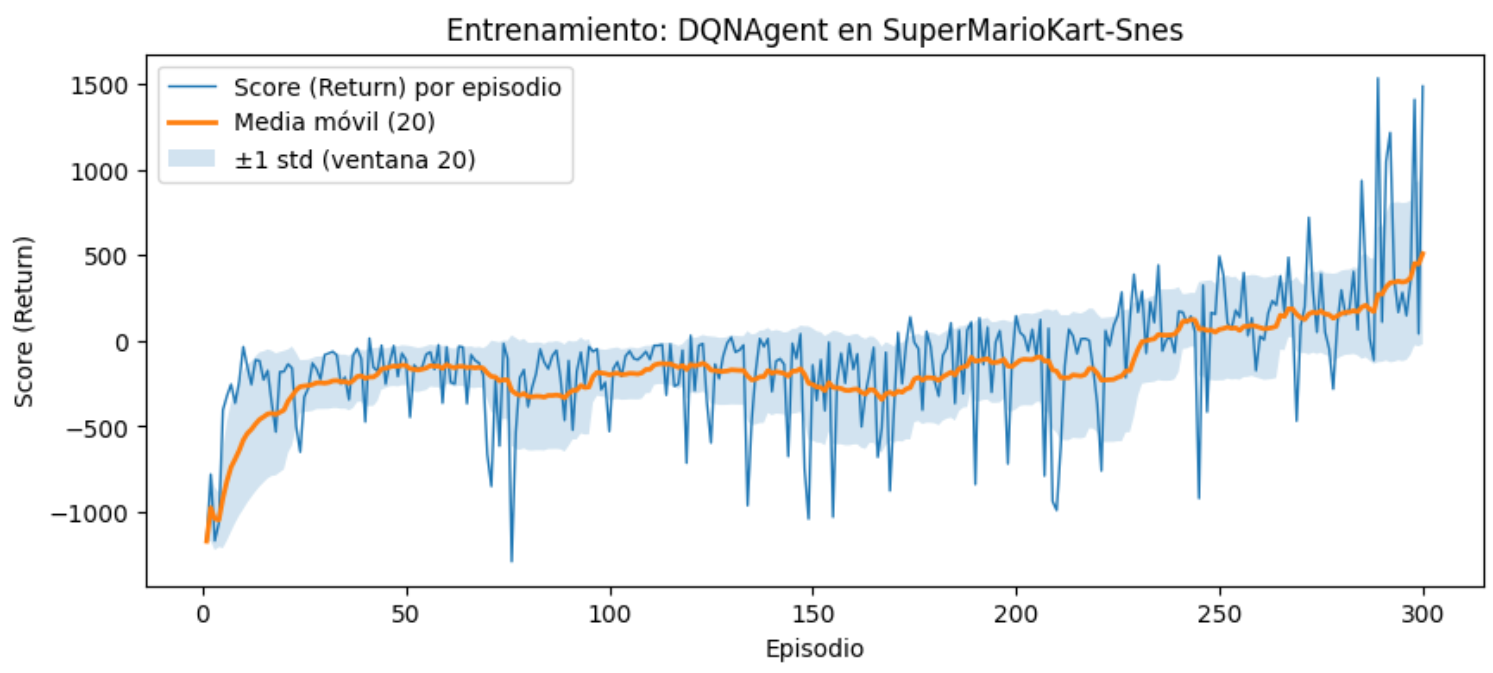 Entrenamiento: DQNAgent en SuperMarioKart-Snes
Score (Return) por episodio
Media móvil (20)
±1 std (ventana 20)
1500
1000
500
0
−500
−1000
Score (Return)
0
50
100
150
200
250
300
Episodio